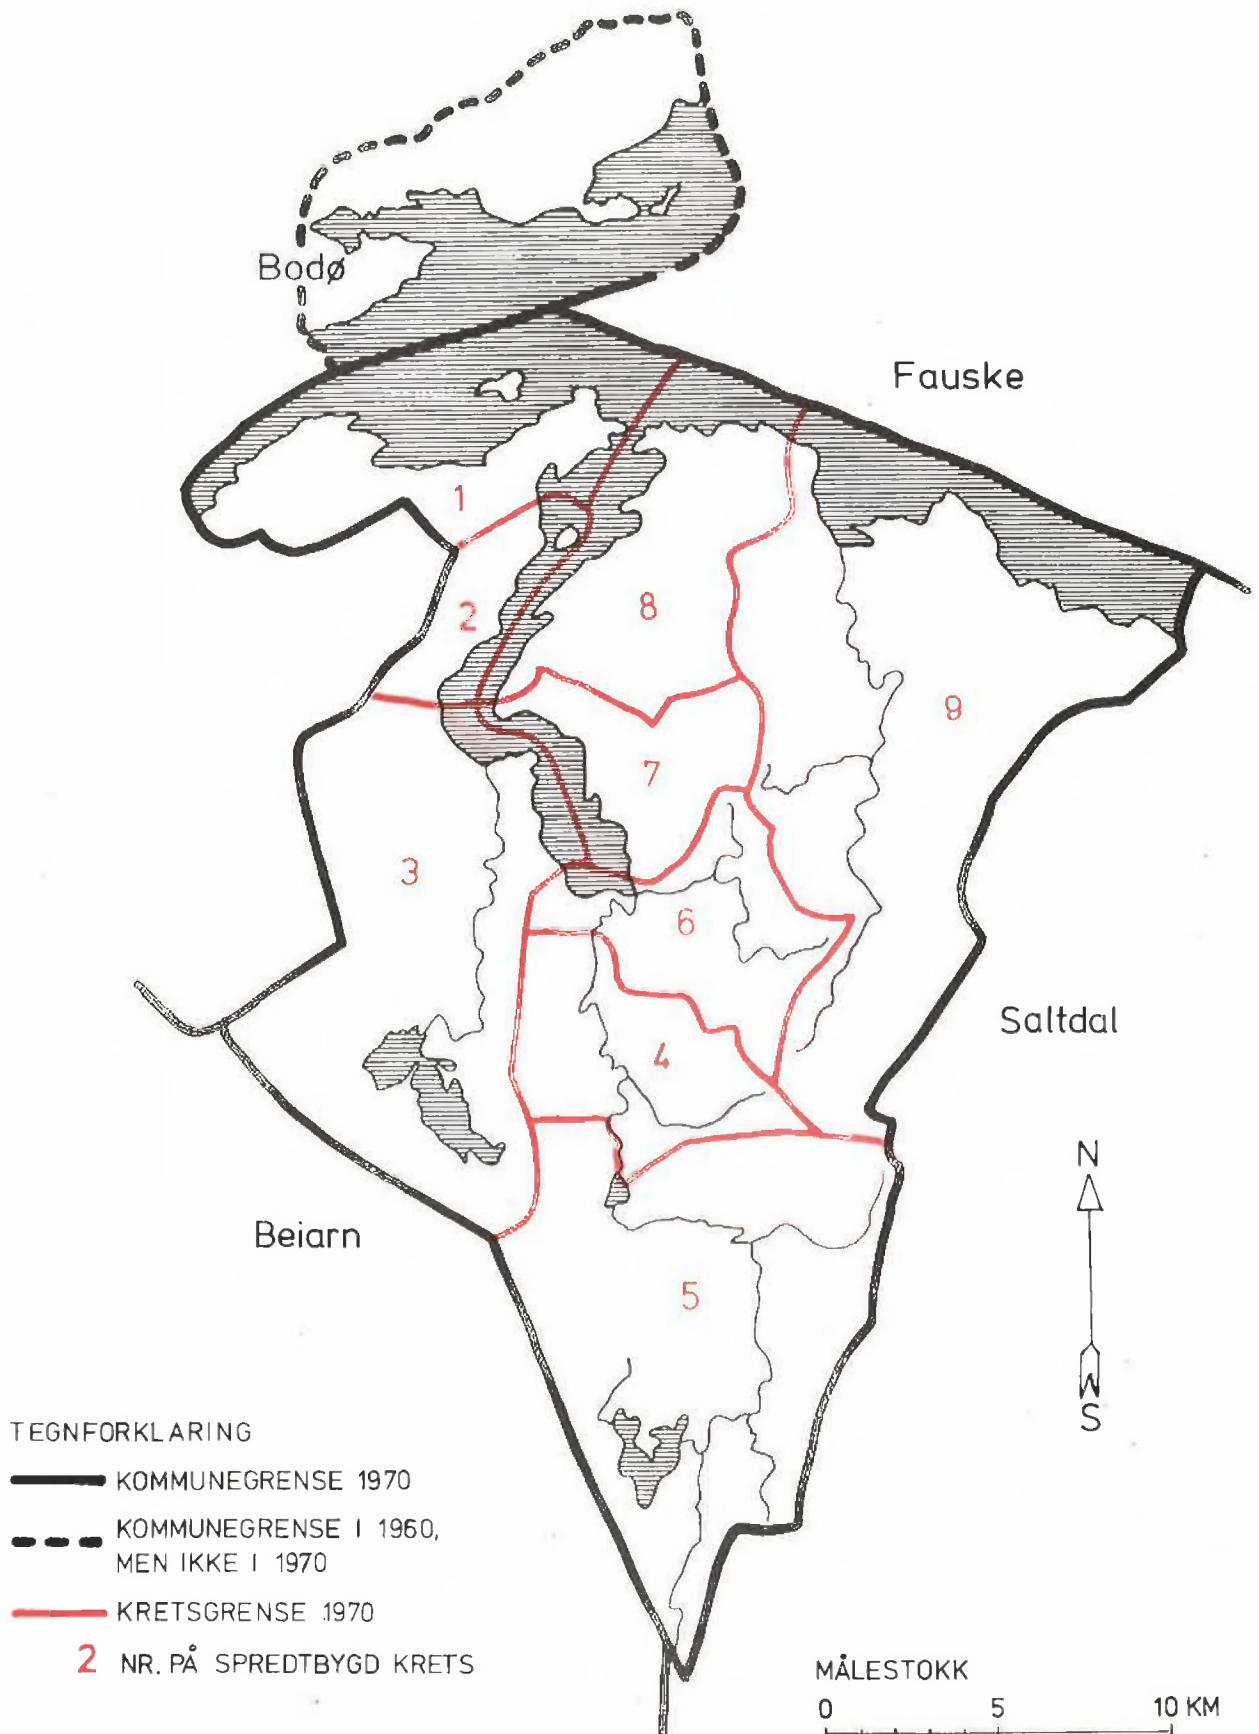 Bodø
Fauske
1
2
8
9
7
3
6
Saltdal
4
N
Beiarn
5
S
TEGNFORKLARING
KOMMUNEGRENSE 1970
KOMMUNEGRENSE I 1960,
MEN IKKE I 1970
KRETSGRENSE 1970
2 NR. PÅ SPREDTBYGD KRETS
MÅLESTOKK
0 5 10 KM